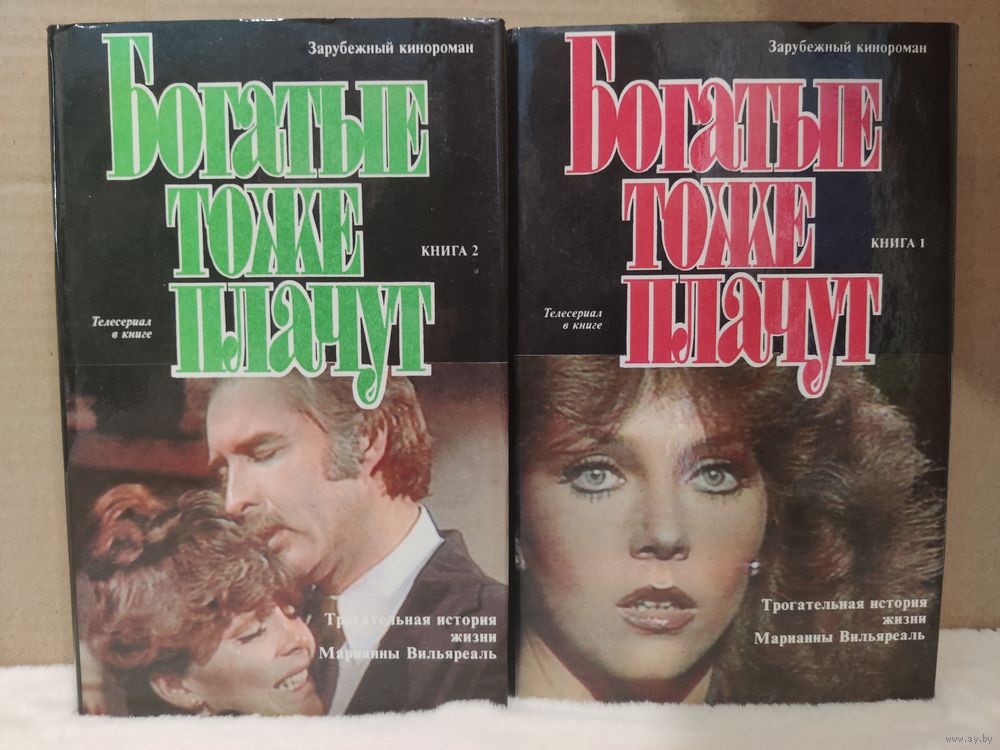 Зарубежный кинороман
Богатые
тоже
плачут
КНИГА 2
Телесериал
в книге
Трогательная история
жизни
Марианны Вильяреаль
Зарубежный кинороман
Богатые
тоже
плачут
КНИГА 1
Телесериал
в книге
Трогательная история
жизни
Марианны Вильяреаль
www.ay.by